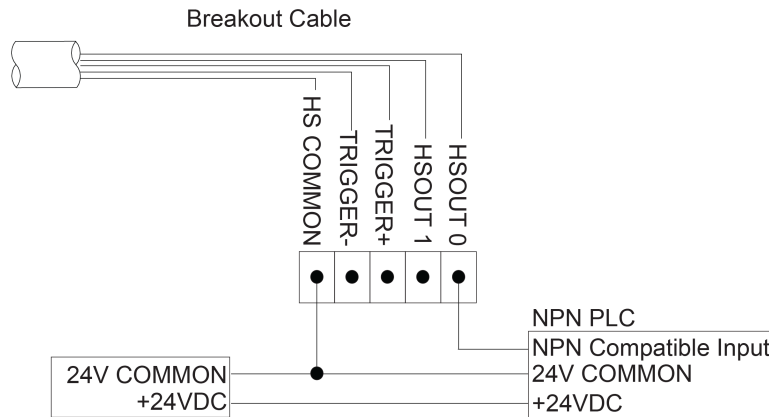 Breakout Cable
HS COMMON
TRIGGER-
TRIGGER+
HSOUT 1
HSOUT 0
NPN PLC
NPN Compatible Input
24V COMMON
+24VDC
24V COMMON
+24VDC